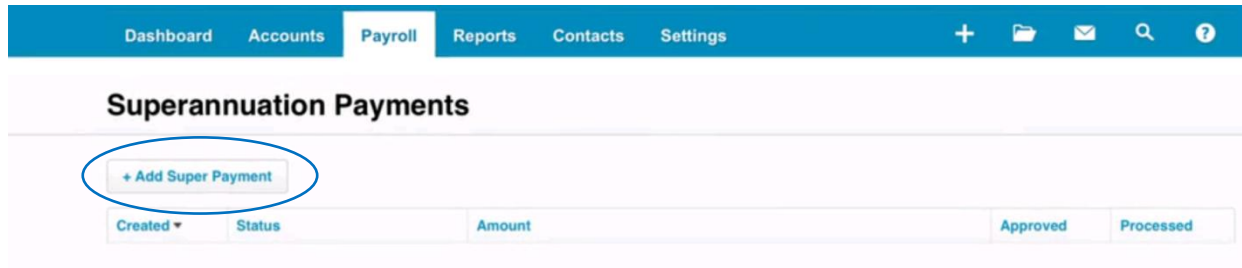 Dashboard Accounts Payroll Reports Contacts Settings
Superannuation Payments
+ Add Super Payment
Created Status Amount Approved Processed